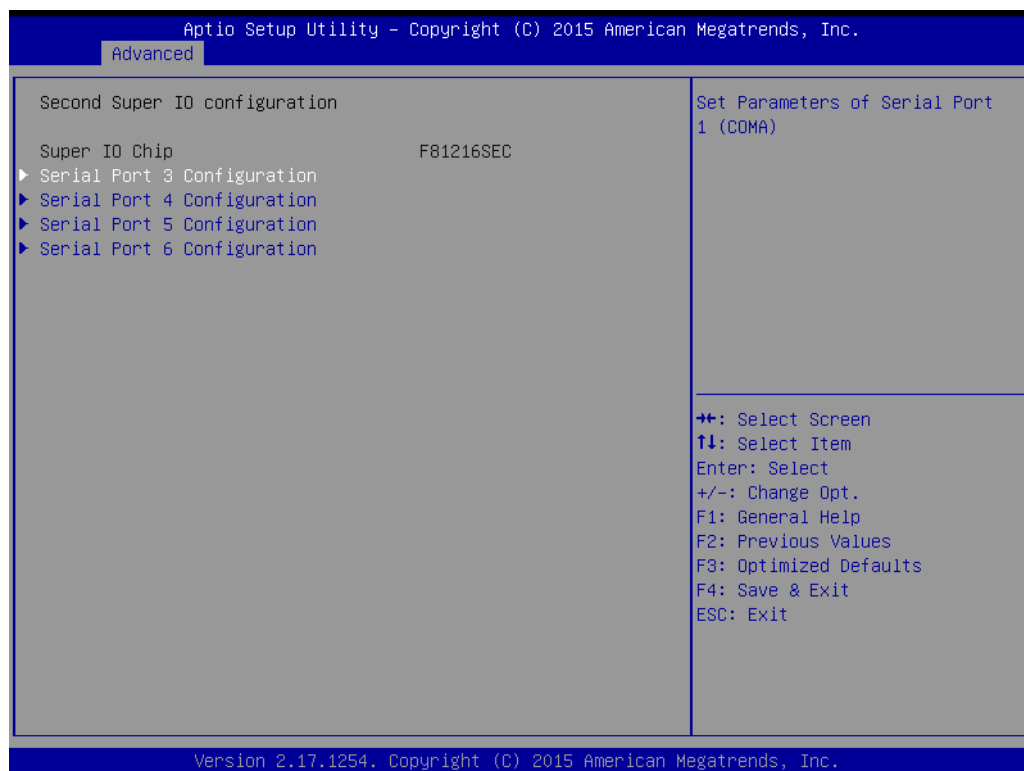 Aptio Setup Utility – Copyright (C) 2015 American Megatrends, Inc.
Advanced
Second Super IO configuration
Super IO Chip F81216SEC
Serial Port 3 Configuration
Serial Port 4 Configuration
Serial Port 5 Configuration
Serial Port 6 Configuration
Set Parameters of Serial Port
1 (COMA)
→←: Select Screen
↑↓: Select Item
Enter: Select
+/-: Change Opt.
F1: General Help
F2: Previous Values
F3: Optimized Defaults
F4: Save & Exit
ESC: Exit
Version 2.17.1254. Copyright (C) 2015 American Megatrends, Inc.